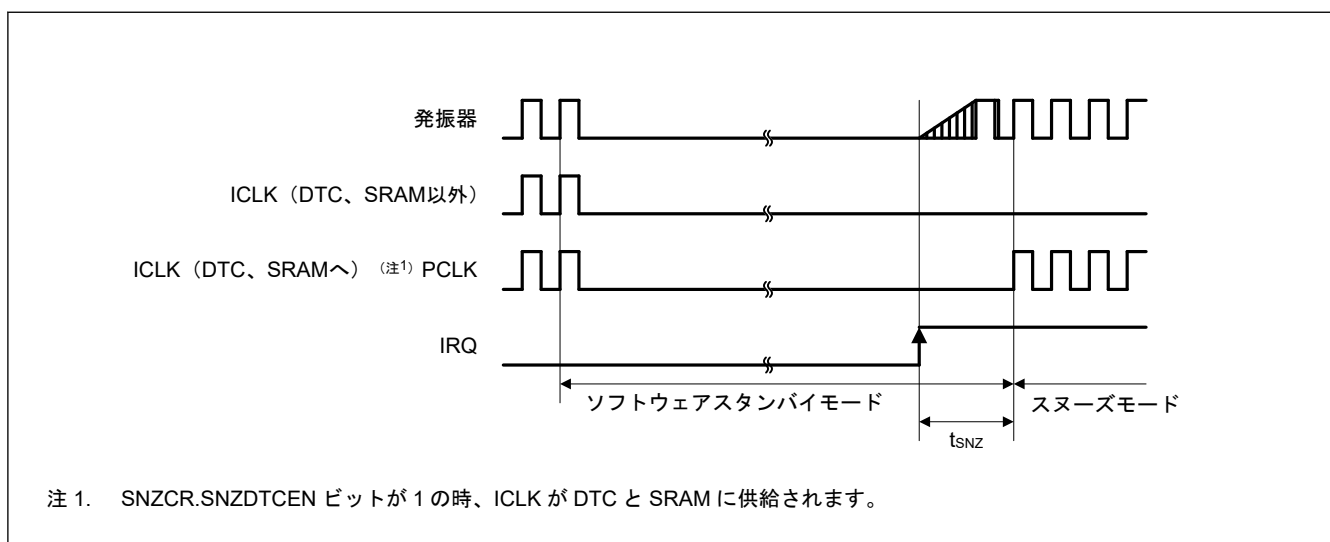 発振器
ICLK（DTC、SRAM以外）
ICLK（DTC、SRAMへ）（注1）PCLK
IRQ
ソフトウェアスタンバイモード
スヌーズモード
tSNZ
注 1. SNZCR.SNZDTCEN ビットが 1 の時、ICLK が DTC と SRAM に供給されます。